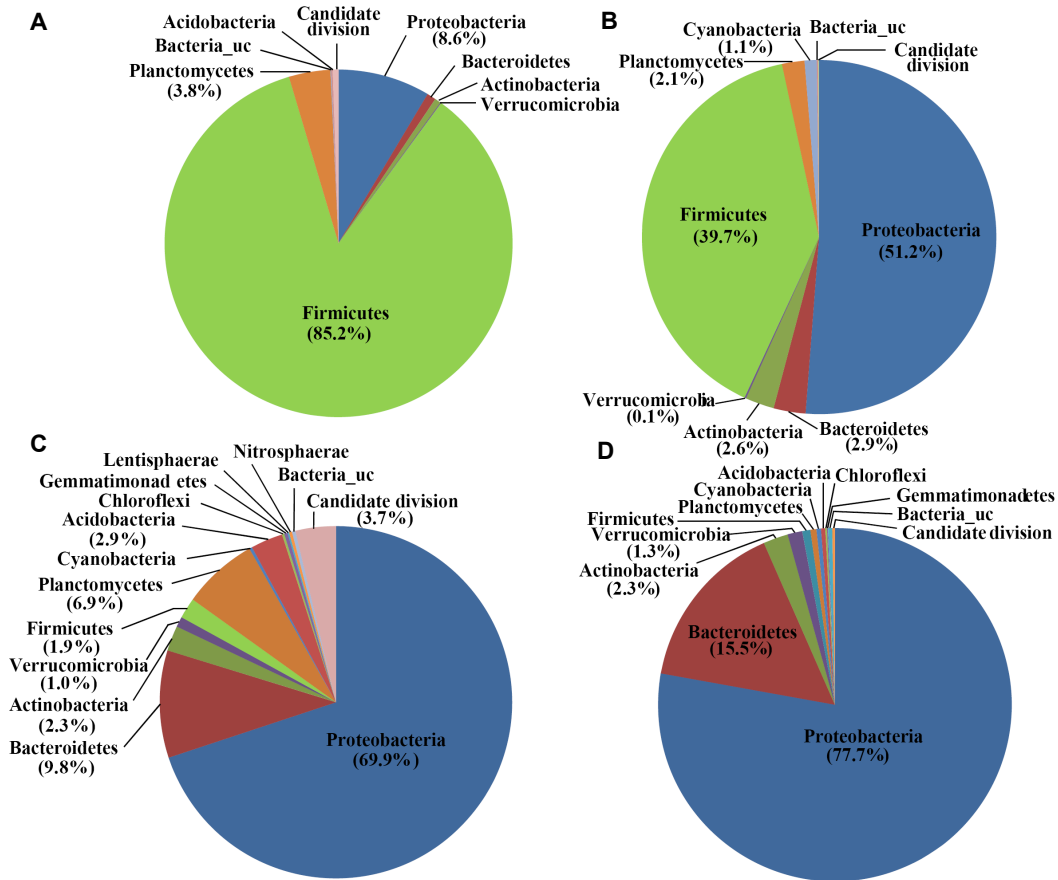 A
Acidobacteria
Candidate
division
Proteobacteria
(8.6%)
Bacteria_uc
Bacteroidetes
Planctomycetes
(3.8%)
Actinobacteria
Verrucomicrobia
Firmicutes
(85.2%)
B
Cyanobacteria
(1.1%)
Bacteria_uc
Candidate
division
Planctomycetes
(2.1%)
Firmicutes
(39.7%)
Proteobacteria
(51.2%)
Verrucomicrobia
(0.1%)
Actinobacteria
(2.6%)
Bacteroidetes
(2.9%)
C
Nitrosphaerae
Lentisphaerae
Bacteria_uc
Gemmatimonad etes
Chloroflexi
Candidate division
(3.7%)
Acidobacteria
(2.9%)
Cyanobacteria
Planctomycetes
(6.9%)
Firmicutes
(1.9%)
Verrucomicrobia
(1.0%)
Actinobacteria
(2.3%)
Bacteroidetes
(9.8%)
Proteobacteria
(69.9%)
D
Acidobacteria
Chloroflexi
Cyanobacteria
Gemmatimonadetes
Planctomycetes
Bacteria_uc
Firmicutes
Candidate division
Verrucomicrobia
(1.3%)
Actinobacteria
(2.3%)
Bacteroidetes
(15.5%)
Proteobacteria
(77.7%)